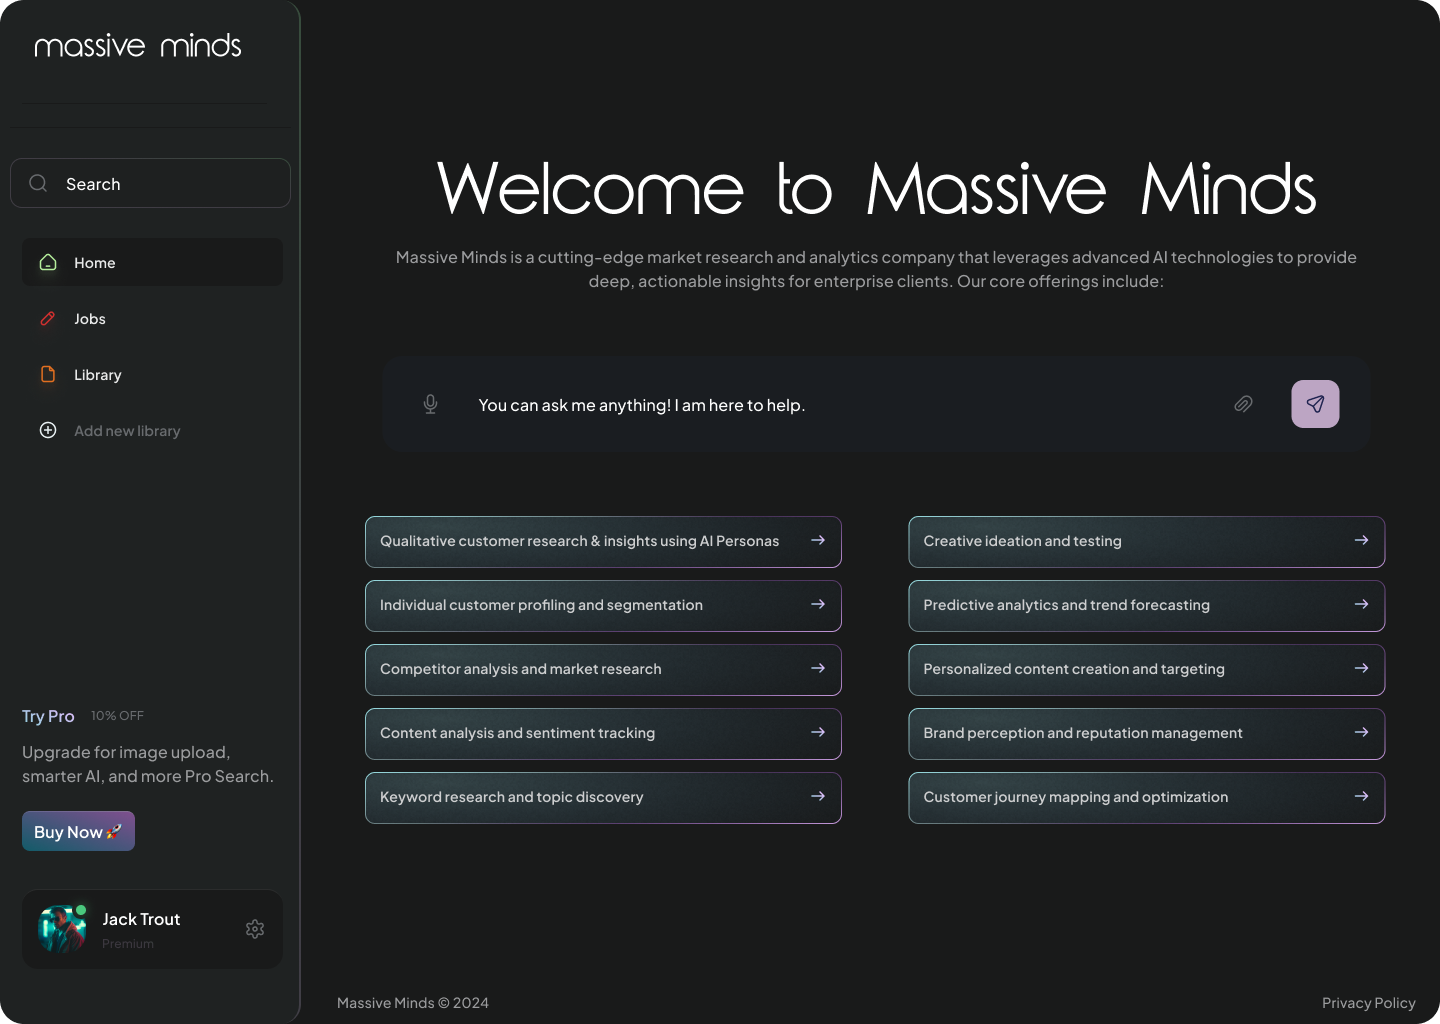 massive minds
Search
Home
Jobs
Library
Add new library
Try Pro 10% OFF
Upgrade for image upload,
smarter AI, and more Pro Search.
Buy Now🚀
Jack Trout
Premium
Welcome to Massive Minds
Massive Minds is a cutting-edge market research and analytics company that leverages advanced AI technologies to provide
deep, actionable insights for enterprise clients. Our core offerings include:
You can ask me anything! I am here to help.
Qualitative customer research & insights using AI Personas
Individual customer profiling and segmentation
Competitor analysis and market research
Content analysis and sentiment tracking
Keyword research and topic discovery
Creative ideation and testing
Predictive analytics and trend forecasting
Personalized content creation and targeting
Brand perception and reputation management
Customer journey mapping and optimization
Massive Minds © 2024
Privacy Policy